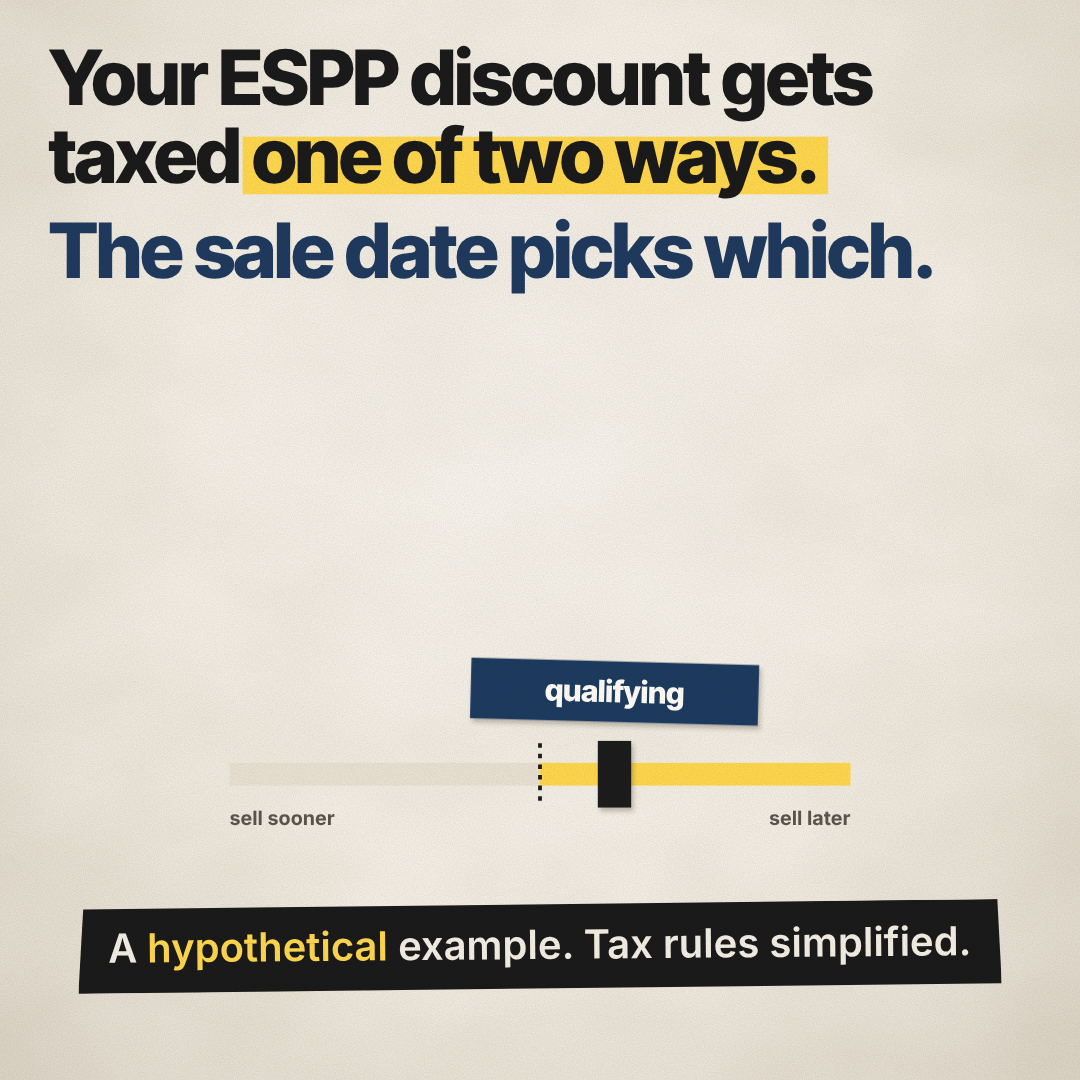 Your ESPP discount gets
taxed one of two ways.
The sale date picks which.
qualifying
sell sooner
sell later
A hypothetical example. Tax rules simplified.